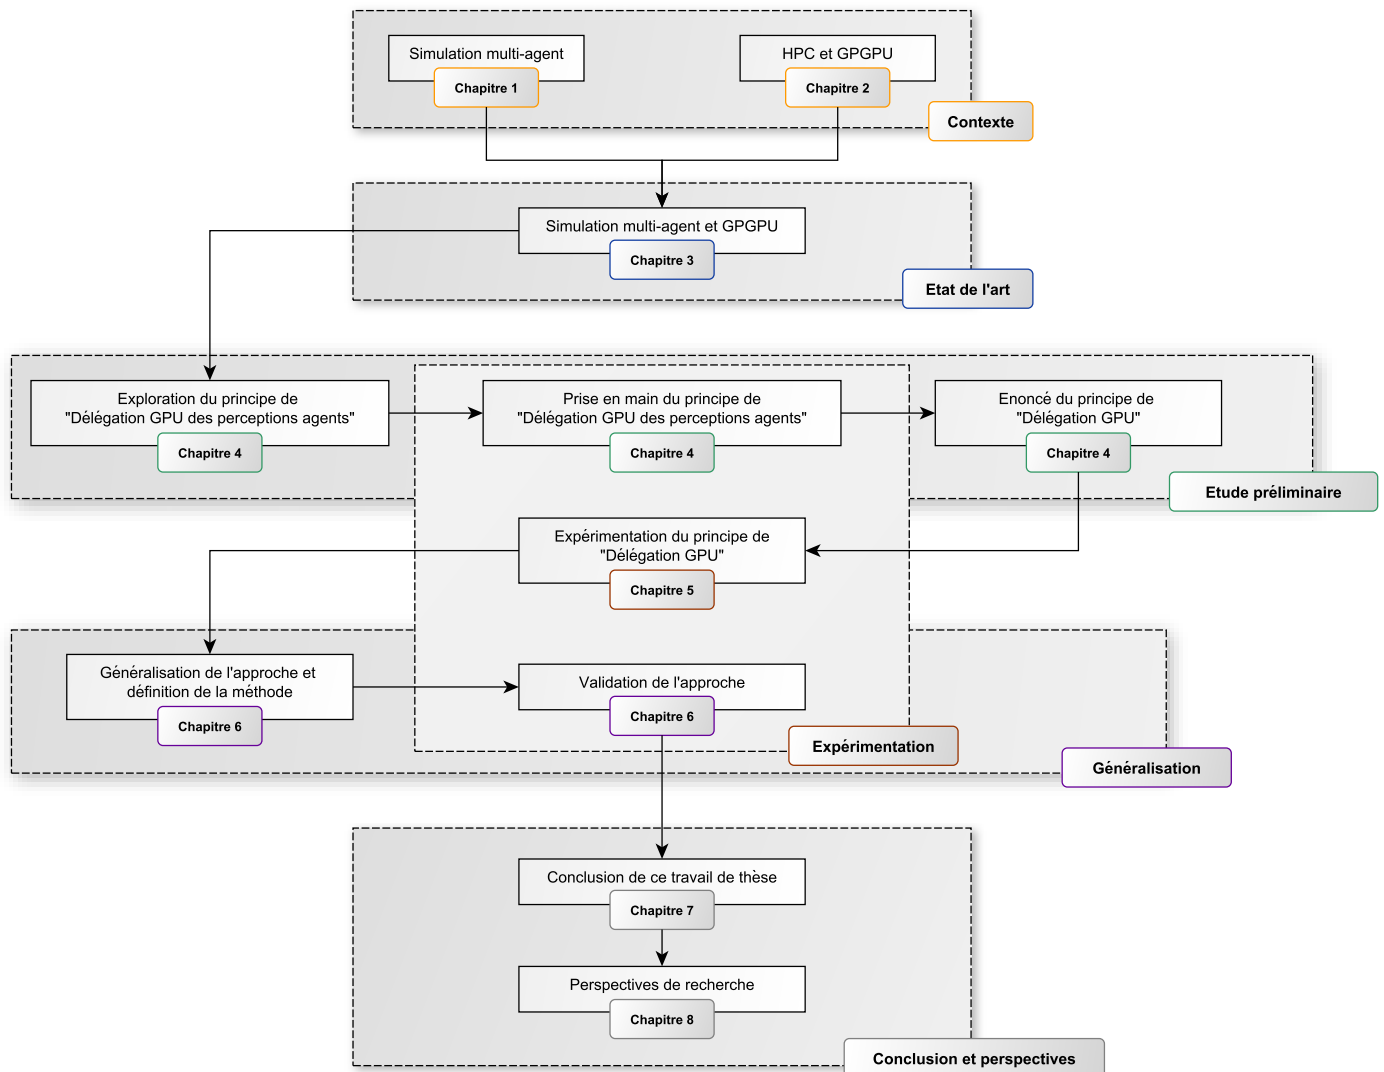 Simulation multi-agent
Chapitre 1
HPC et GPGPU
Chapitre 2
Contexte
Simulation multi-agent et GPGPU
Chapitre 3
Etat de l'art
Exploration du principe de
"Délégation GPU des perceptions agents"
Chapitre 4
Prise en main du principe de
"Délégation GPU des perceptions agents"
Chapitre 4
Enoncé du principe de
"Délégation GPU"
Chapitre 4
Etude préliminaire
Expérimentation du principe de
"Délégation GPU"
Chapitre 5
Généralisation de l'approche et
définition de la méthode
Chapitre 6
Validation de l'approche
Chapitre 6
Expérimentation
Généralisation
Conclusion de ce travail de thèse
Chapitre 7
Perspectives de recherche
Chapitre 8
Conclusion et perspectives